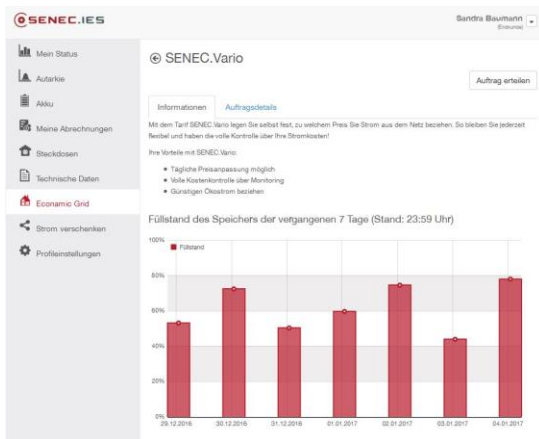 SENEC.IES
Sandra Baumann
Mein Status
Autarkie
Akku
Meine Abrechnungen
Steckdosen
Technische Daten
Econamic Grid
Strom verschenken
Profileinstellungen
SENEC.Vario
Auftrag erteilen
Informationen
Auftragsdetails
Mit dem Tarif SENEC.Vario legen Sie selbst fest, zu welchem Preis Sie Strom aus dem Netz beziehen. So bleiben Sie jederzeit
flexibel und haben die volle Kontrolle über Ihre Stromkosten!
Ihre Vorteile mit SENEC.Vario:
Tägliche Preisanpassung möglich
Volle Kostenkontrolle über Monitoring
Günstigen Ökostrom beziehen
Füllstand des Speichers der vergangenen 7 Tage (Stand: 23:59 Uhr)
100%
Füllstand
80%
60%
40%
20%
0%
29.12.2016 30.12.2016 31.12.2016 01.01.2017 02.01.2017 03.01.2017 04.01.2017